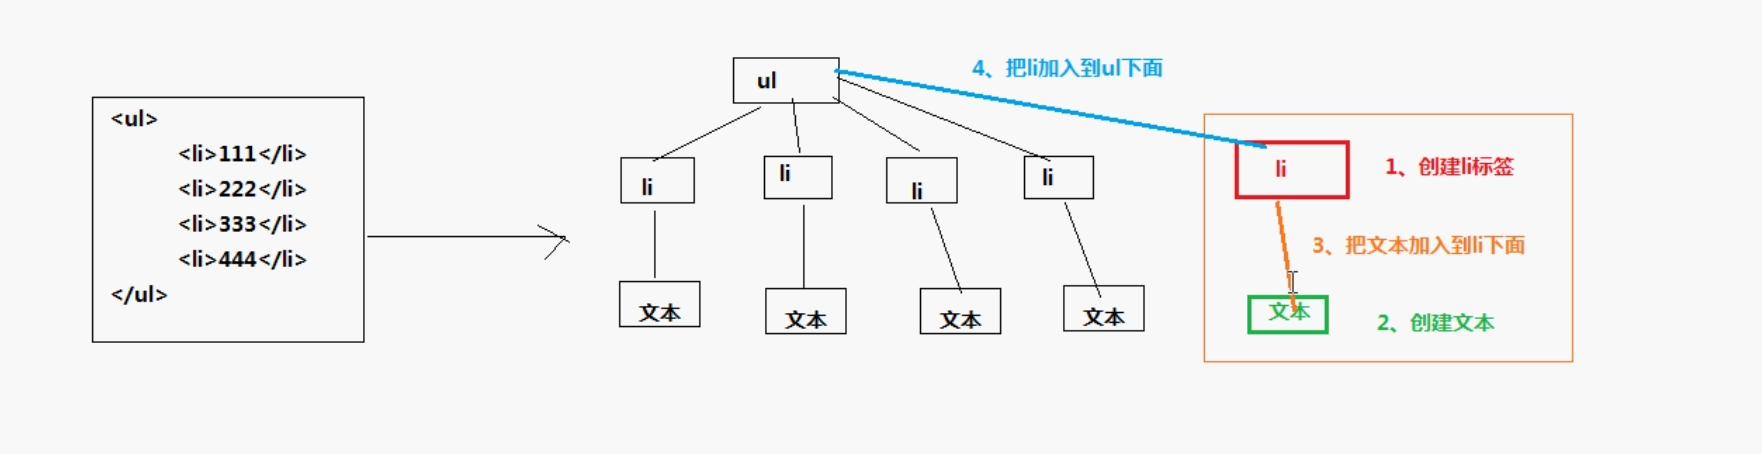 <ul>
<li>111</li>
<li>222</li>
<li>333</li>
<li>444</li>
</ul>
ul
4、把li加入到ul下面
li
li
li
li
li
1、创建li标签
3、把文本加入到li下面
文本
文本
文本
文本
文本
2、创建文本